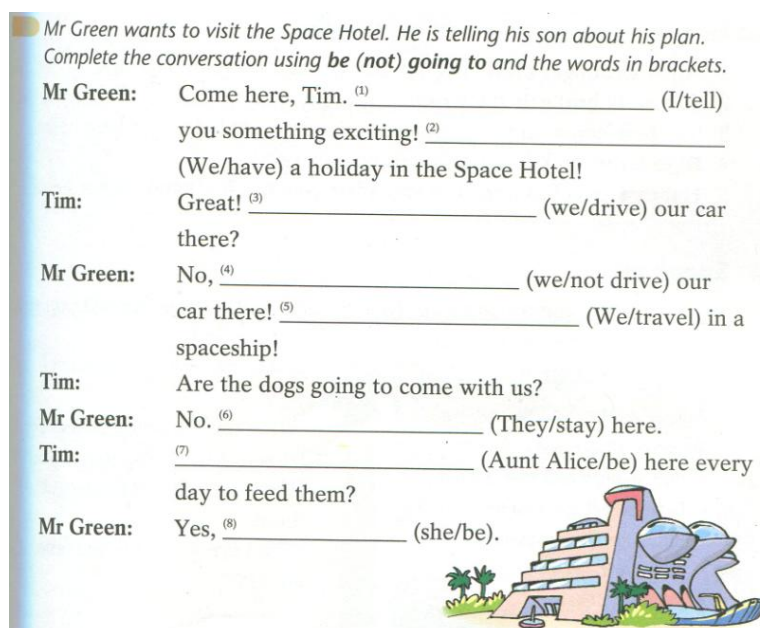 Mr Green wants to visit the Space Hotel. He is telling his son about his plan.
Complete the conversation using be (not) going to and the words in brackets.
Mr Green: Come here, Tim. (1) ____________________ (I/tell)
you something exciting! (2) ____________________
(We/have) a holiday in the Space Hotel!
Tim: Great! (3) ____________________ (we/drive) our car
there?
Mr Green: No, (4) ____________________ (we/not drive) our
car there! (5) ____________________ (We/travel) in a
spaceship!
Tim: Are the dogs going to come with us?
Mr Green: No. (6) ____________________ (They/stay) here.
Tim: (7) ____________________ (Aunt Alice/be) here every
day to feed them?
Mr Green: Yes, (8) ______________ (she/be).